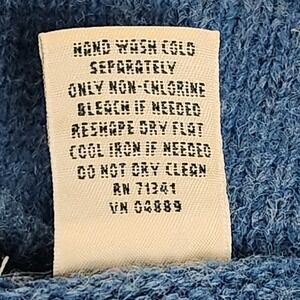 HAND WASH COLD
SEPARATELY
ONLY NON-CHLORINE
BLEACH IF NEEDED
RESHAPE DRY FLAT
COOL IRON IF NEEDED
DO NOT DRY CLEAN
RN 71341
VN 04889